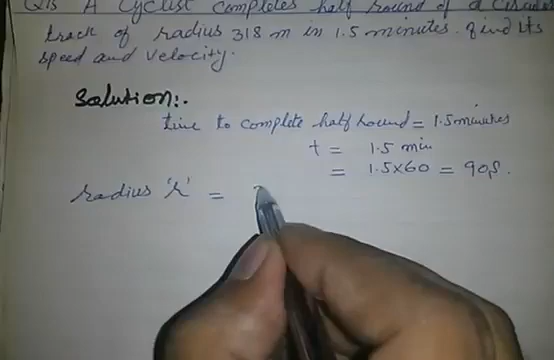 Q15 A Cyclist completes half round of a Circular
track of radius 318 m in 1.5 minutes. find its
speed and velocity.
Solution:.
time to complete half round = 1.5 minutes
t = 1.5 min
= 1.5x60 = 90s.
radius 'r' =